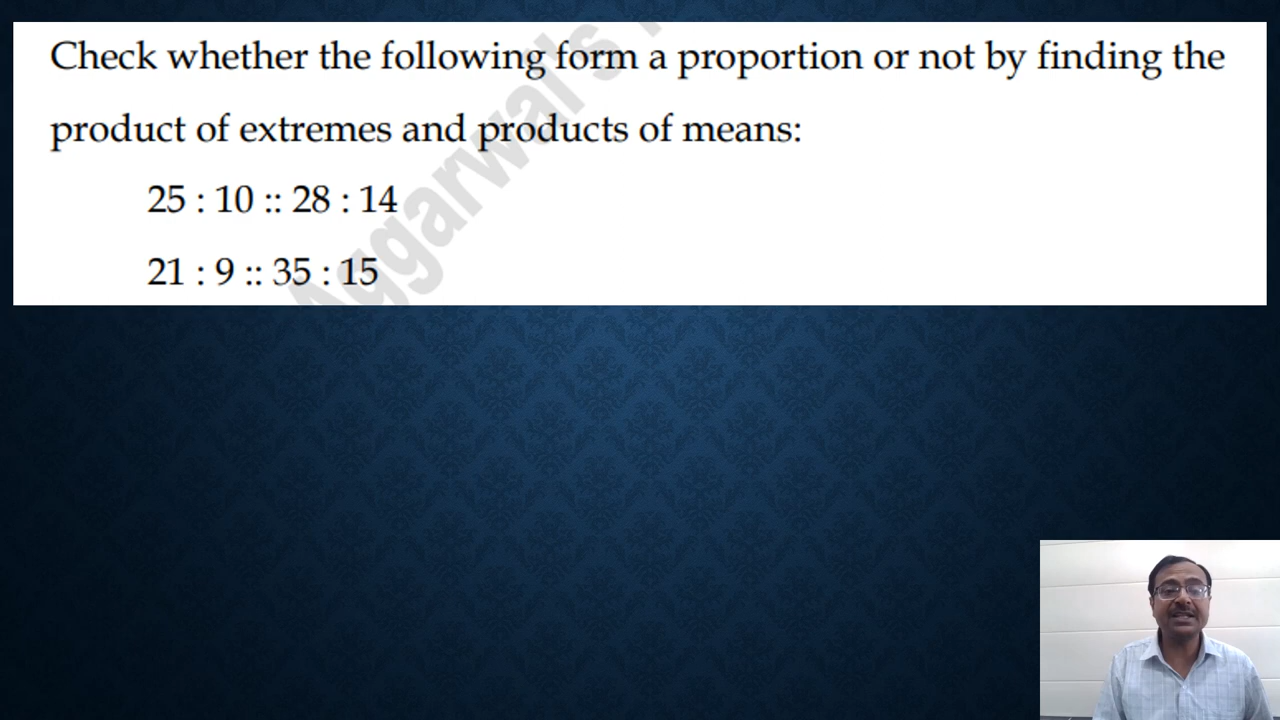 Check whether the following form a proportion or not by finding the
product of extremes and products of means:
25 : 10 :: 28 : 14
21 : 9 :: 35 : 15
Aggarwal's